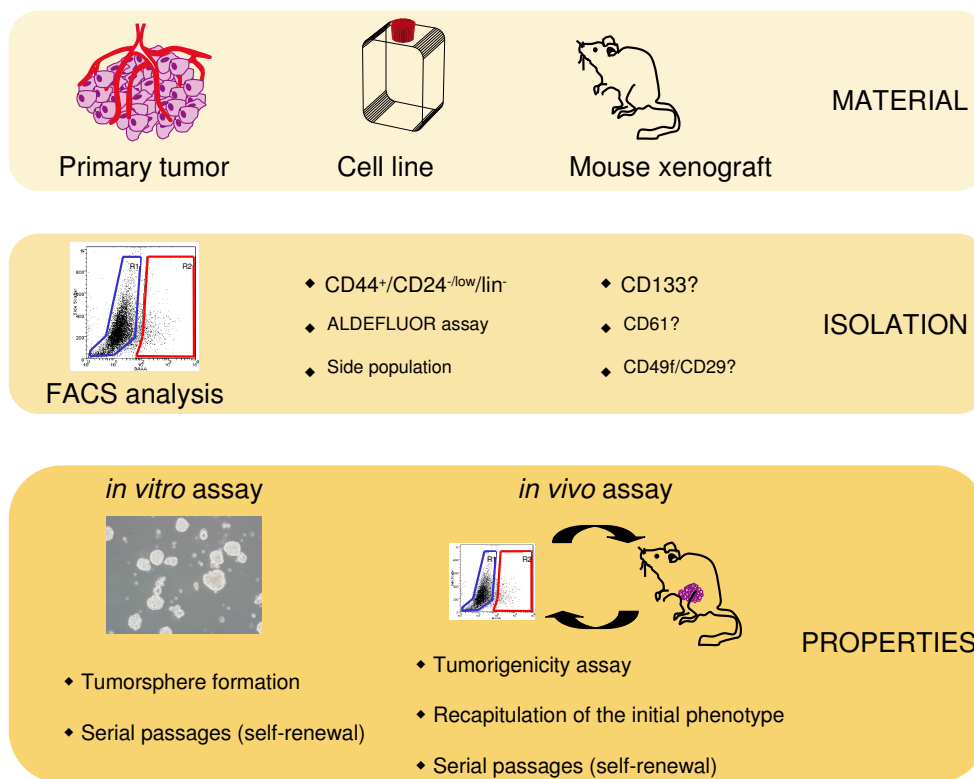 MATERIAL
Primary tumor
Cell line
Mouse xenograft
R1
R2
FACS analysis
◆ CD44⁺/CD24⁻/ˡᵒʷ/lin⁻
◆ ALDEFLUOR assay
◆ Side population
◆ CD133?
◆ CD61?
◆ CD49f/CD29?
ISOLATION
in vitro assay
◆ Tumorsphere formation
◆ Serial passages (self-renewal)
in vivo assay
R1
R2
◆ Tumorigenicity assay
◆ Recapitulation of the initial phenotype
◆ Serial passages (self-renewal)
PROPERTIES